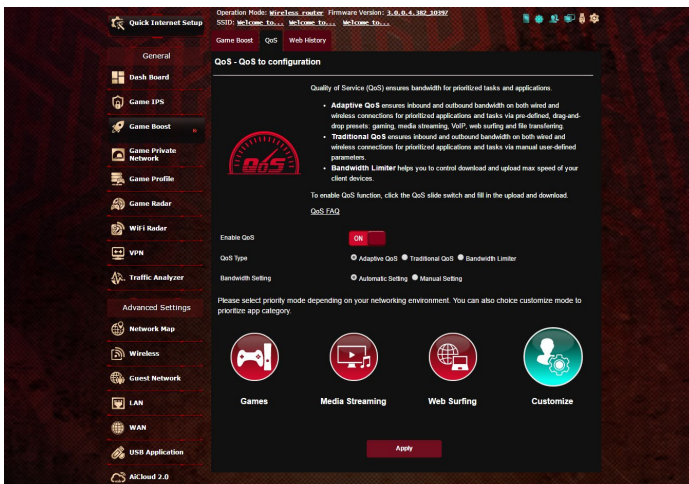 Quick Internet Setup
General
Dash Board
Game IPS
Game Boost
Game Private
Network
Game Profile
Game Radar
WiFi Radar
VPN
Traffic Analyzer
Advanced Settings
Network Map
Wireless
Guest Network
LAN
WAN
USB Application
AiCloud 2.0
Operation Mode: Wireless router Firmware Version: 3.0.0.4.382_10397
SSID: Welcome to... Welcome to... Welcome to...
Game Boost QoS Web History
QoS - QoS to configuration
QoS
Quality of Service (QoS) ensures bandwidth for prioritized tasks and applications.
• Adaptive QoS ensures inbound and outbound bandwidth on both wired and
wireless connections for prioritized applications and tasks via pre-defined, drag-and-
drop presets: gaming, media streaming, VoIP, web surfing and file transferring.
• Traditional QoS ensures inbound and outbound bandwidth on both wired and
wireless connections for prioritized applications and tasks via manual user-defined
parameters.
• Bandwidth Limiter helps you to control download and upload max speed of your
client devices.
To enable QoS function, click the QoS slide switch and fill in the upload and download.
QoS FAQ
Enable QoS ON
QoS Type Adaptive QoS Traditional QoS Bandwidth Limiter
Bandwidth Setting Automatic Setting Manual Setting
Please select priority mode depending on your networking environment. You can also choice customize mode to
prioritize app category.
Games Media Streaming Web Surfing Customize
Apply